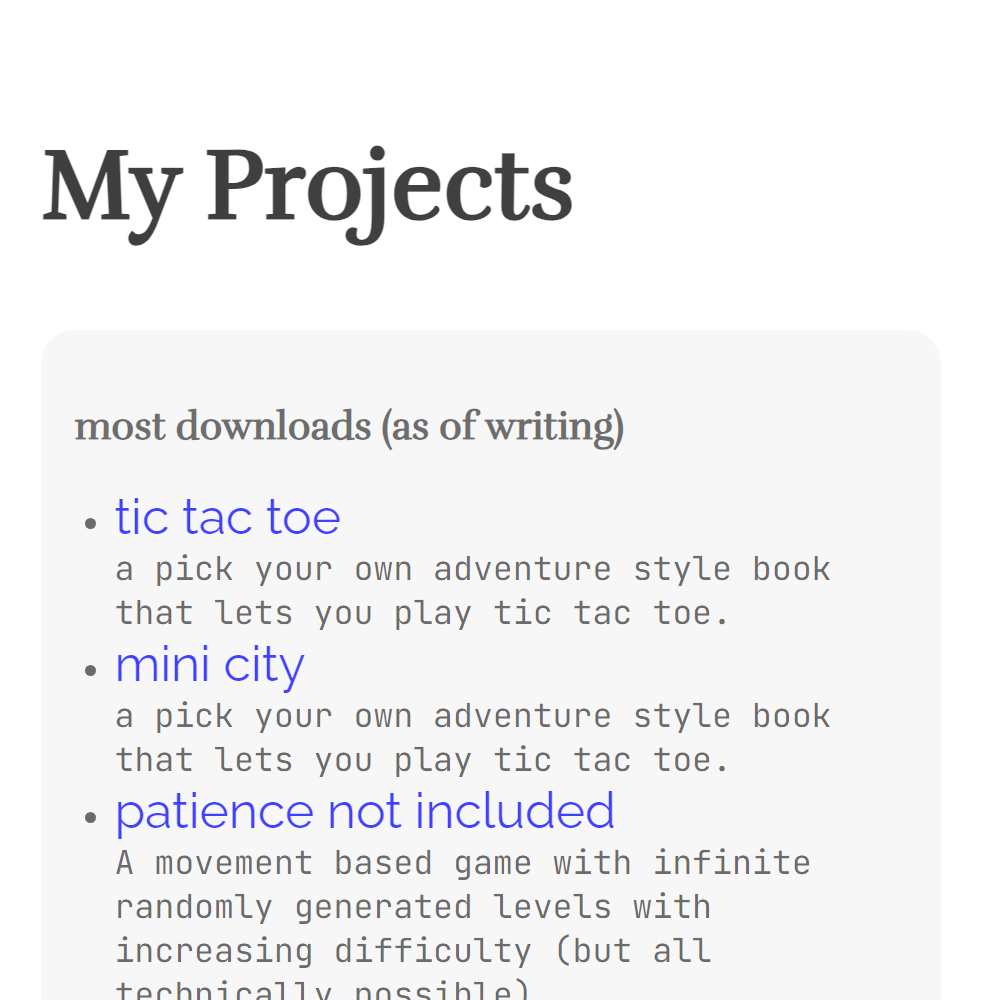 My Projects
most downloads (as of writing)
tic tac toe
a pick your own adventure style book
that lets you play tic tac toe.
mini city
a pick your own adventure style book
that lets you play tic tac toe.
patience not included
A movement based game with infinite
randomly generated levels with
increasing difficulty (but all
technically possible)